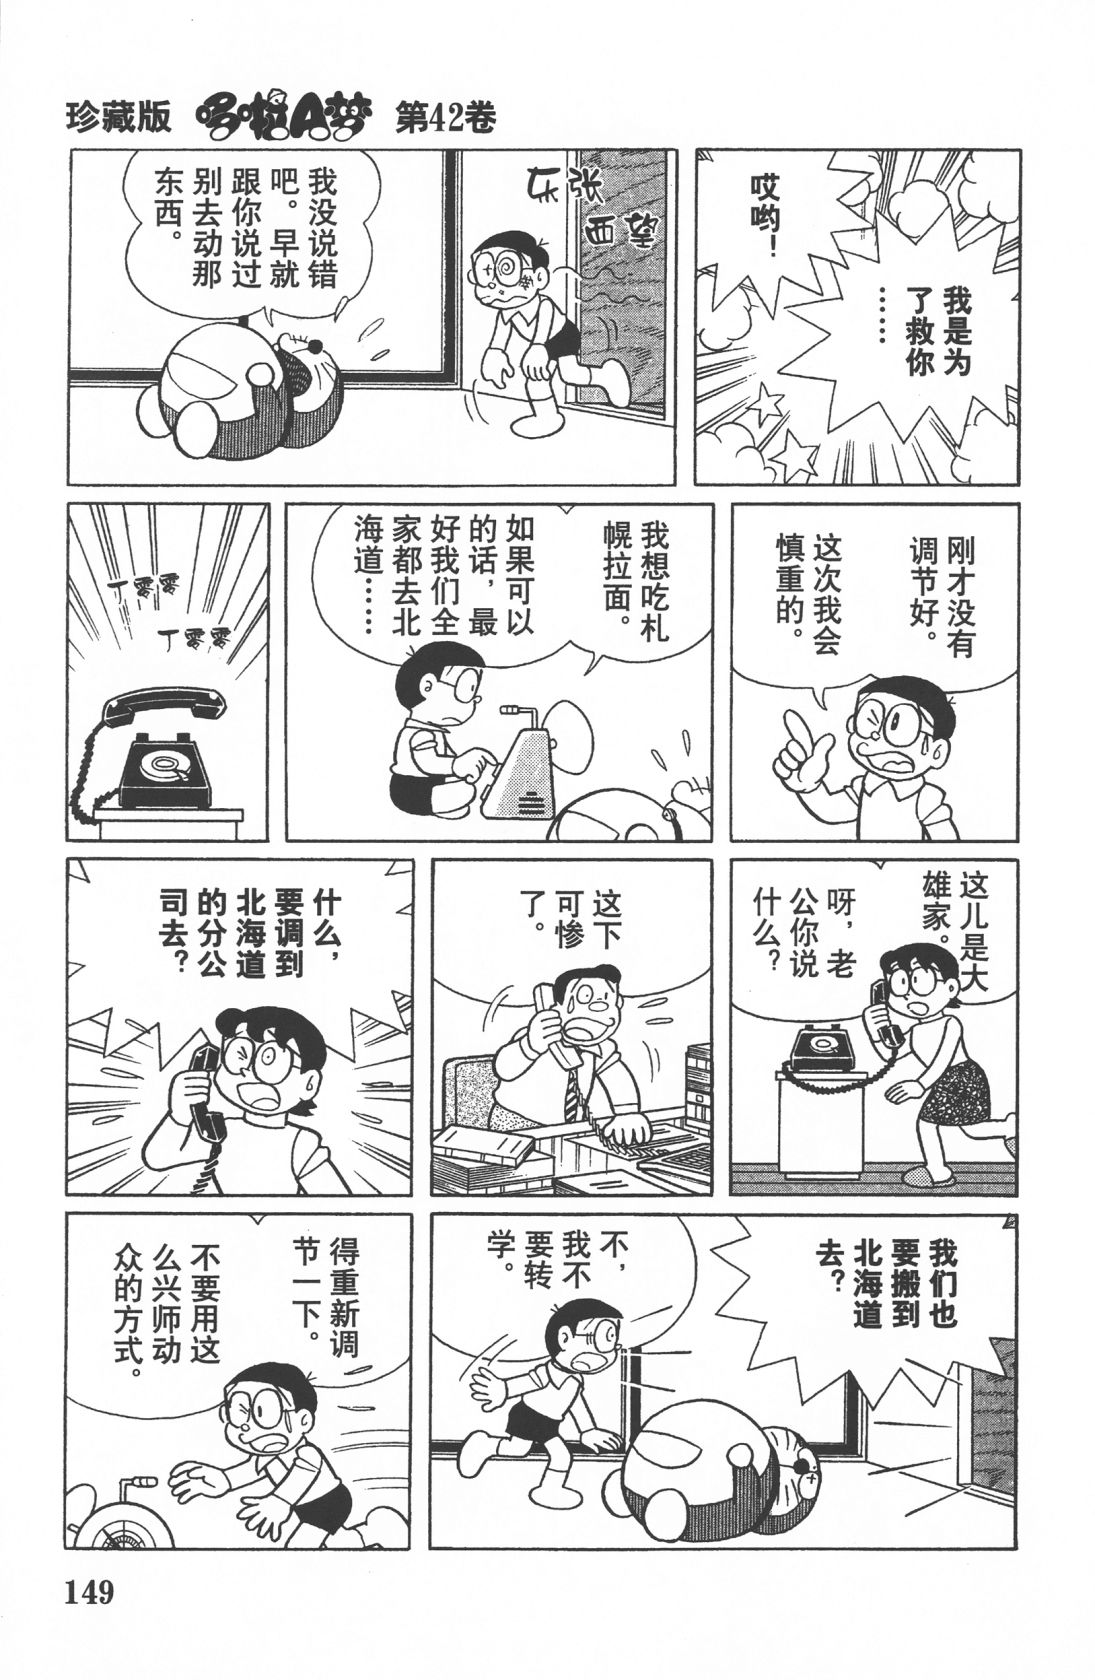 珍藏版 哆啦A梦 第42卷
哎哟！
我是为
了救你
……
东张
西望
我没说错
吧。早就
跟你说过
别去动那
东西。
刚才没有
调节好。
这次我会
慎重的。
我想吃札
幌拉面。
如果可以
的话，最
好我们全
家都去北
海道……
丁零零
丁零零
这儿是大
雄家。
呀，老
公你说
什么？
这下
可惨
了。
什么，
要调到
北海道
的分公
司去？
我们也
要搬到
北海道
去？
不，
我不
要转
学。
得重新调
节一下。
不要用这
么兴师动
众的方式。
149